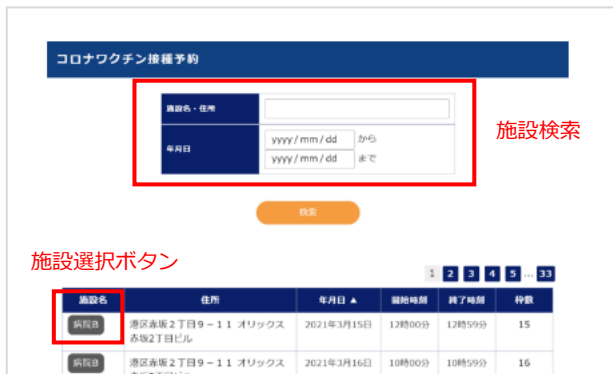 コロナワクチン接種予約
施設名・住所
年月日
yyyy / mm / dd から
yyyy / mm / dd まで
施設検索
検索
施設選択ボタン
1 2 3 4 5 ... 33
施設名 住所 年月日 ▲ 開始時刻 終了時刻 枠数
病院B 港区赤坂2丁目9－11 オリックス 2021年3月15日 12時00分 12時59分 15
赤坂2丁目ビル
病院B 港区赤坂2丁目9－11 オリックス 2021年3月16日 10時00分 10時59分 16